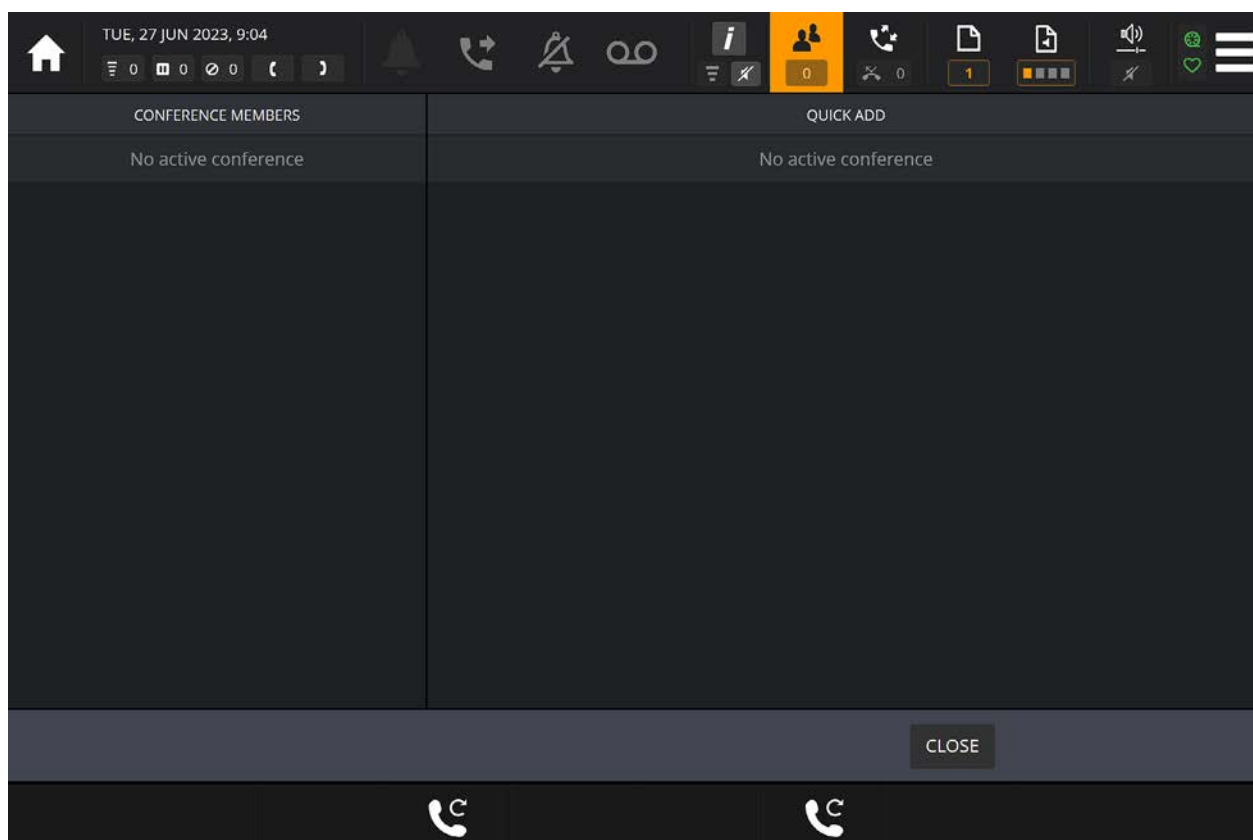 TUE, 27 JUN 2023, 9:04
0 0 0
i
0
0
1
CONFERENCE MEMBERS
QUICK ADD
No active conference
No active conference
CLOSE